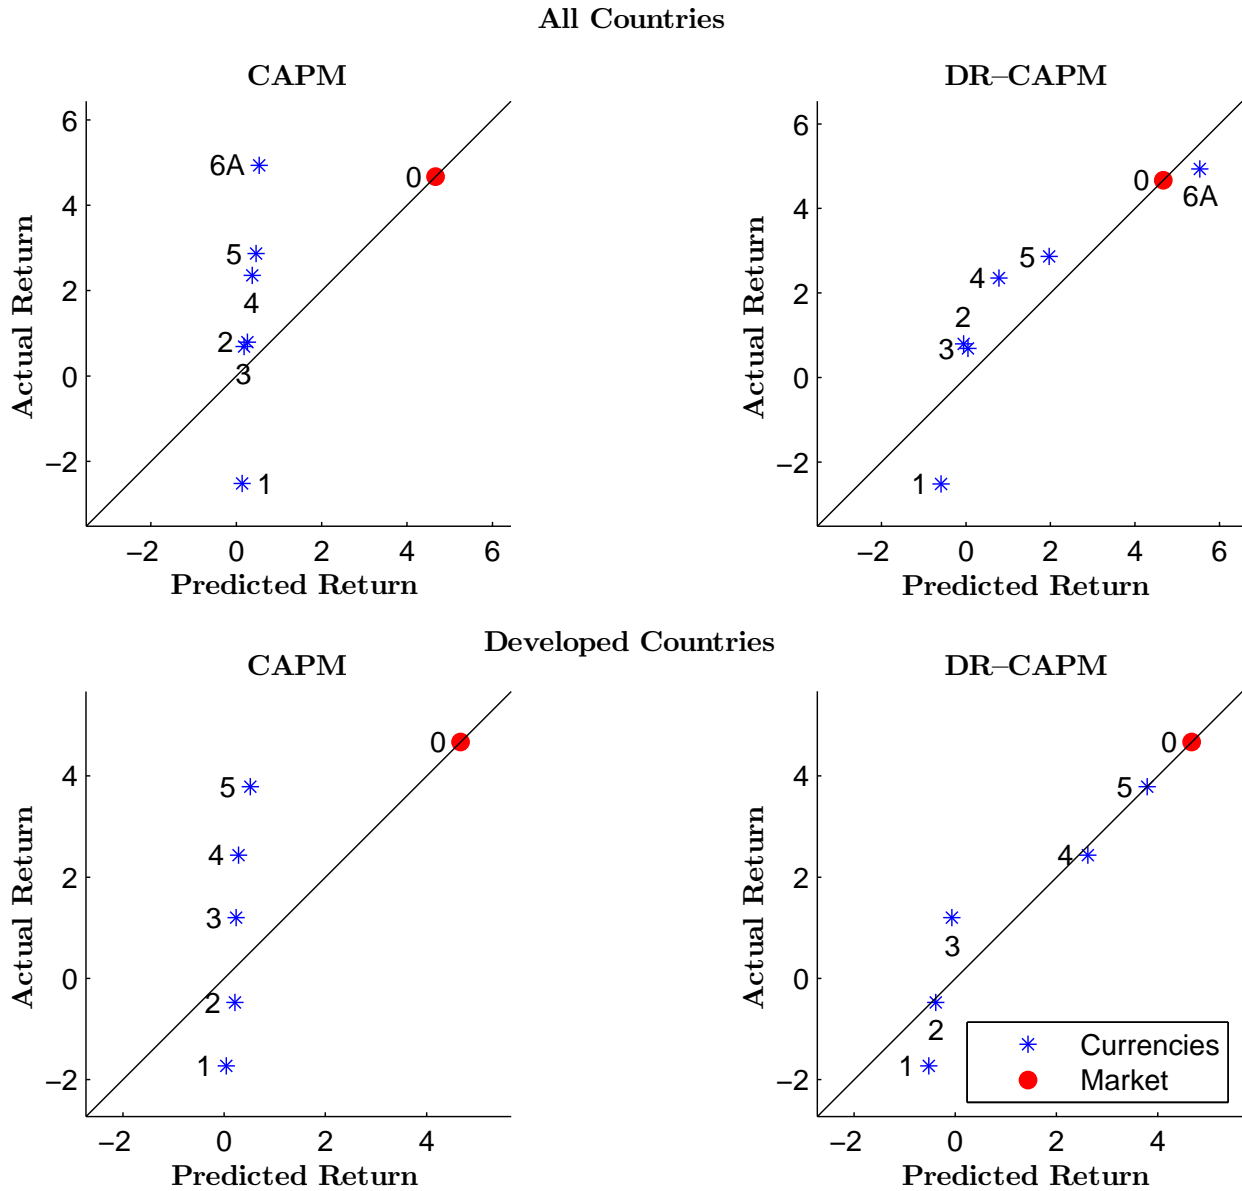 All Countries
CAPM
DR–CAPM
6
4
2
0
−2
−2 0 2 4 6
Actual Return
Predicted Return
6A
5
4
2
3
1
0
6
4
2
0
−2
−2 0 2 4 6
Actual Return
Predicted Return
0
6A
5
4
2
3
1
Developed Countries
CAPM
DR–CAPM
4
2
0
−2
−2 0 2 4
Actual Return
Predicted Return
0
5
4
3
2
1
4
2
0
−2
−2 0 2 4
Actual Return
Predicted Return
0
5
4
3
2
1
Currencies
Market